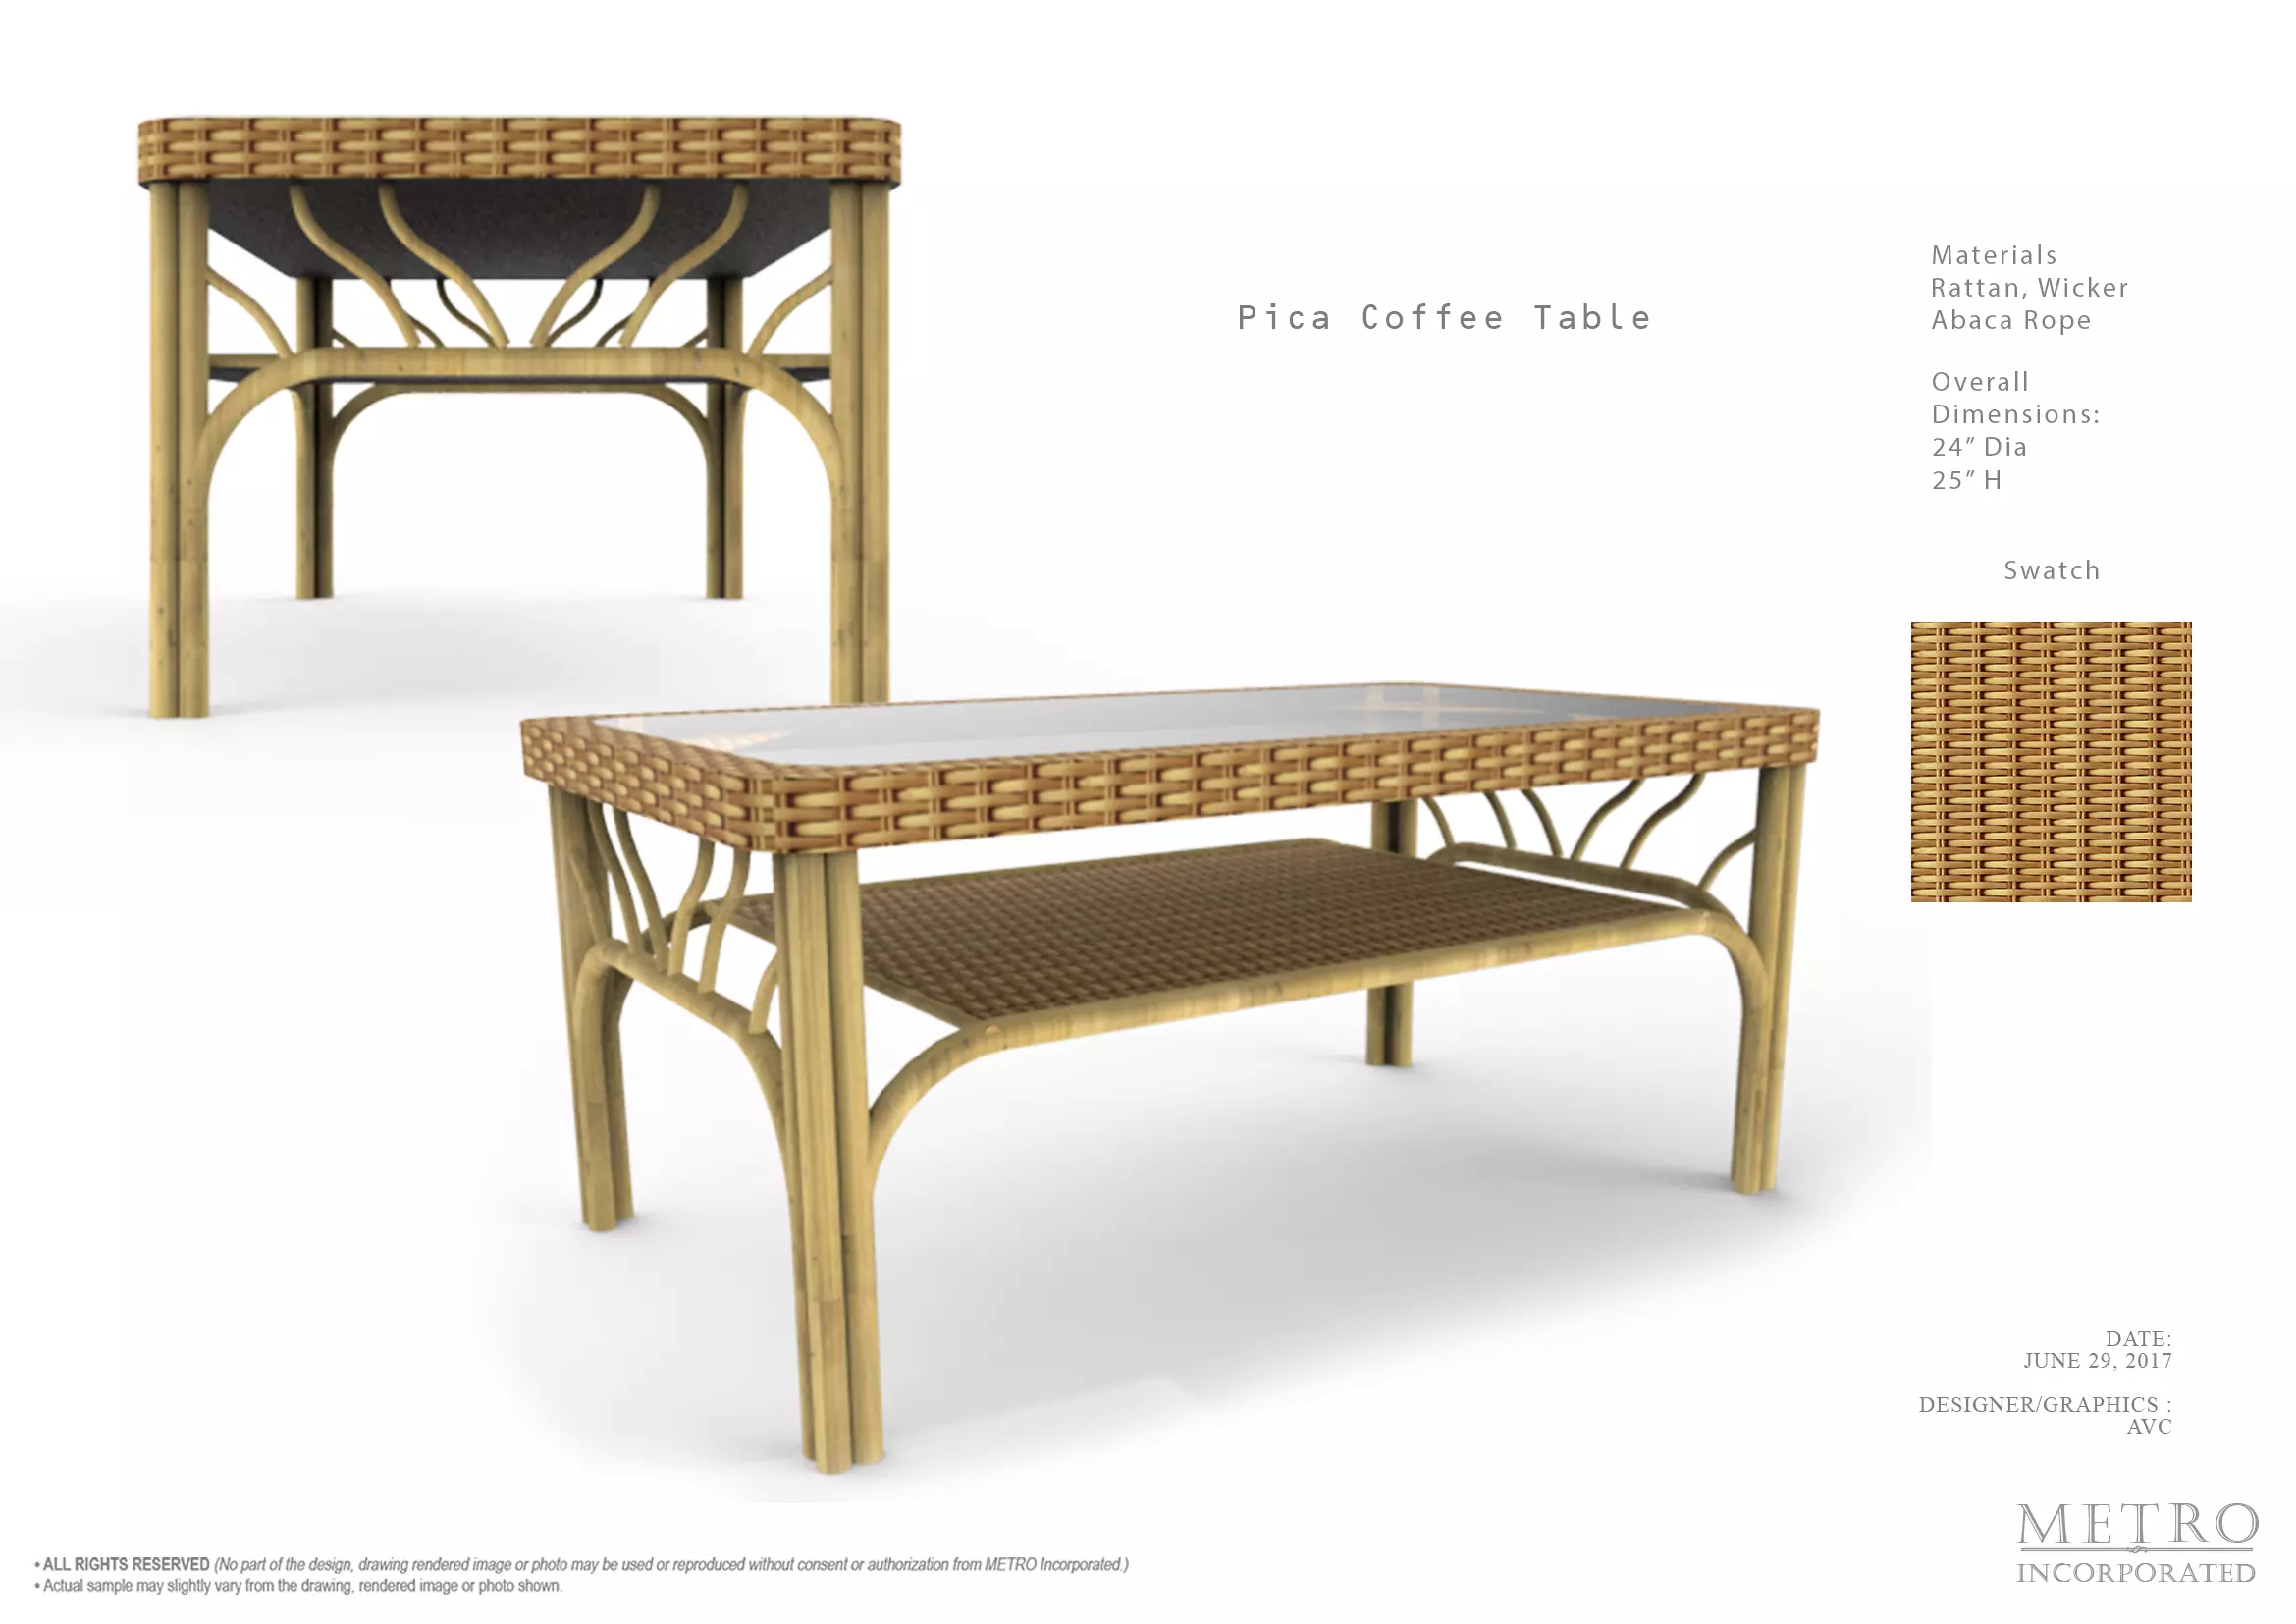 Pica Coffee Table
Materials
Rattan, Wicker
Abaca Rope
Overall
Dimensions:
24” Dia
25” H
Swatch
DATE:
JUNE 29, 2017
DESIGNER/GRAPHICS :
AVC
METRO
INCORPORATED
• ALL RIGHTS RESERVED (No part of the design, drawing rendered image or photo may be used or reproduced without consent or authorization from METRO Incorporated.)
• Actual sample may slightly vary from the drawing, rendered image or photo shown.